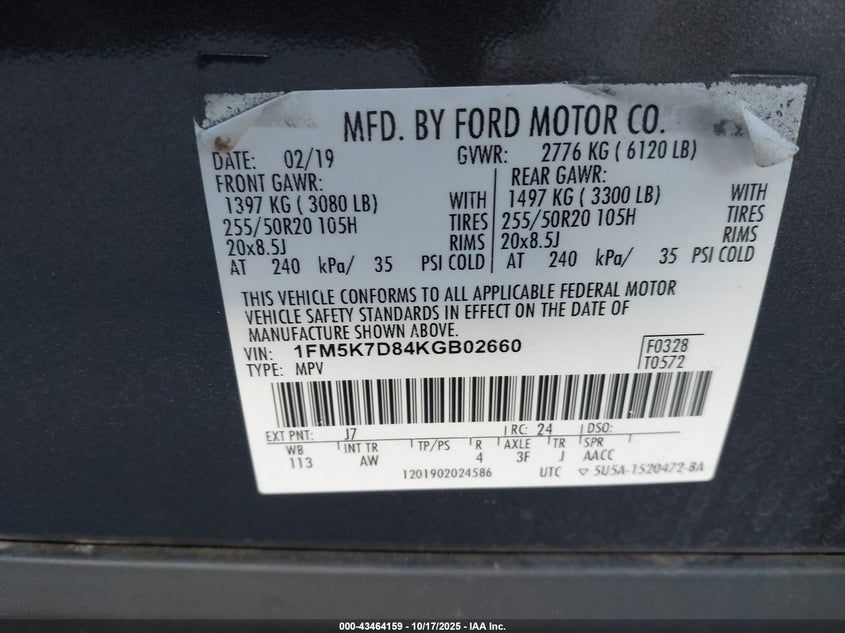 MFD. BY FORD MOTOR CO.
DATE: 02/19 GVWR: 2776 KG ( 6120 LB)
FRONT GAWR: REAR GAWR:
1397 KG ( 3080 LB) WITH 1497 KG ( 3300 LB) WITH
255/50R20 105H TIRES 255/50R20 105H TIRES
20x8.5J RIMS 20x8.5J RIMS
AT 240 kPa/ 35 PSI COLD AT 240 kPa/ 35 PSI COLD
THIS VEHICLE CONFORMS TO ALL APPLICABLE FEDERAL MOTOR
VEHICLE SAFETY STANDARDS IN EFFECT ON THE DATE OF
MANUFACTURE SHOWN ABOVE.
VIN: 1FM5K7D84KGB02660 F0328
TYPE: MPV T0572
EXT PNT: J7 RC: 24 DSO:
WB INT TR TP/PS R AXLE TR SPR
113 AW 4 3F J AACC
1201902024586 UTC ▽ 5U5A-1520472-BA
000-43464159 - 10/17/2025 - IAA Inc.